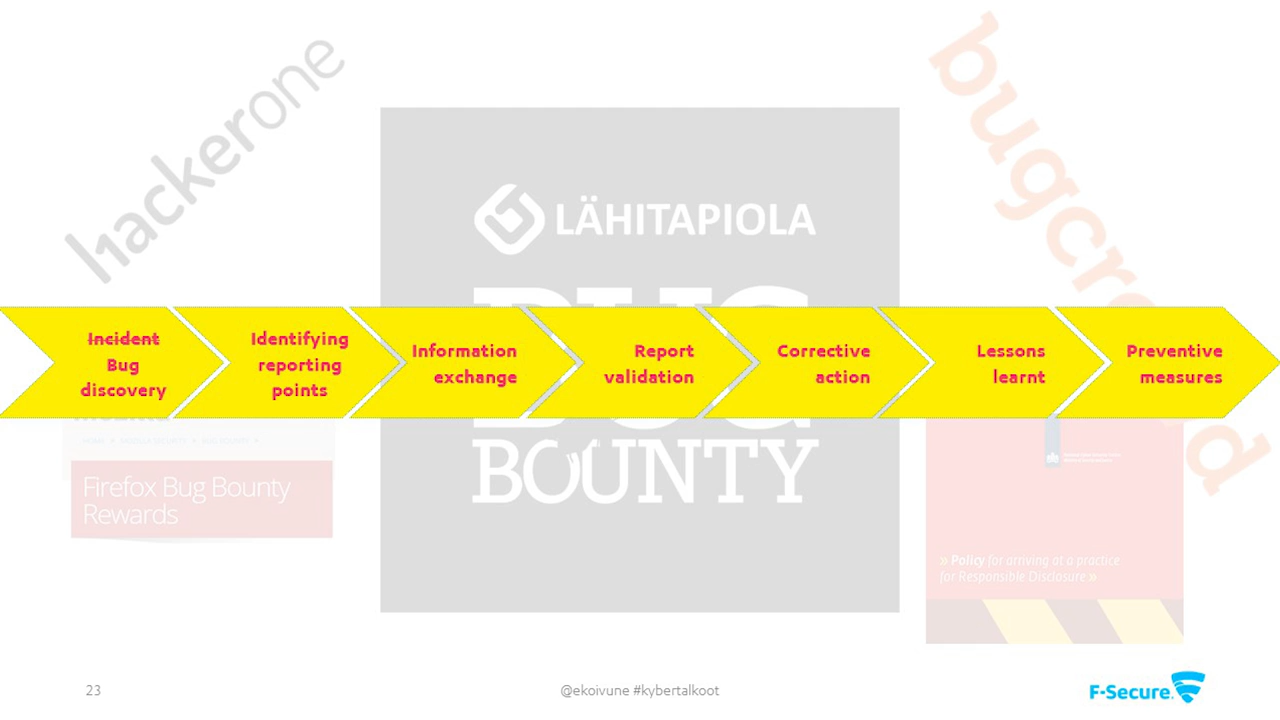 hackerone
bugcrowd
LÄHITAPIOLA
BUG
BOUNTY
Incident
Bug
discovery
Identifying
reporting
points
Information
exchange
Report
validation
Corrective
action
Lessons
learnt
Preventive
measures
Firefox Bug Bounty
Rewards
» Policy for arriving at a practice
for Responsible Disclosure »
23
@ekoivune #kybertalkoot
F-Secure.